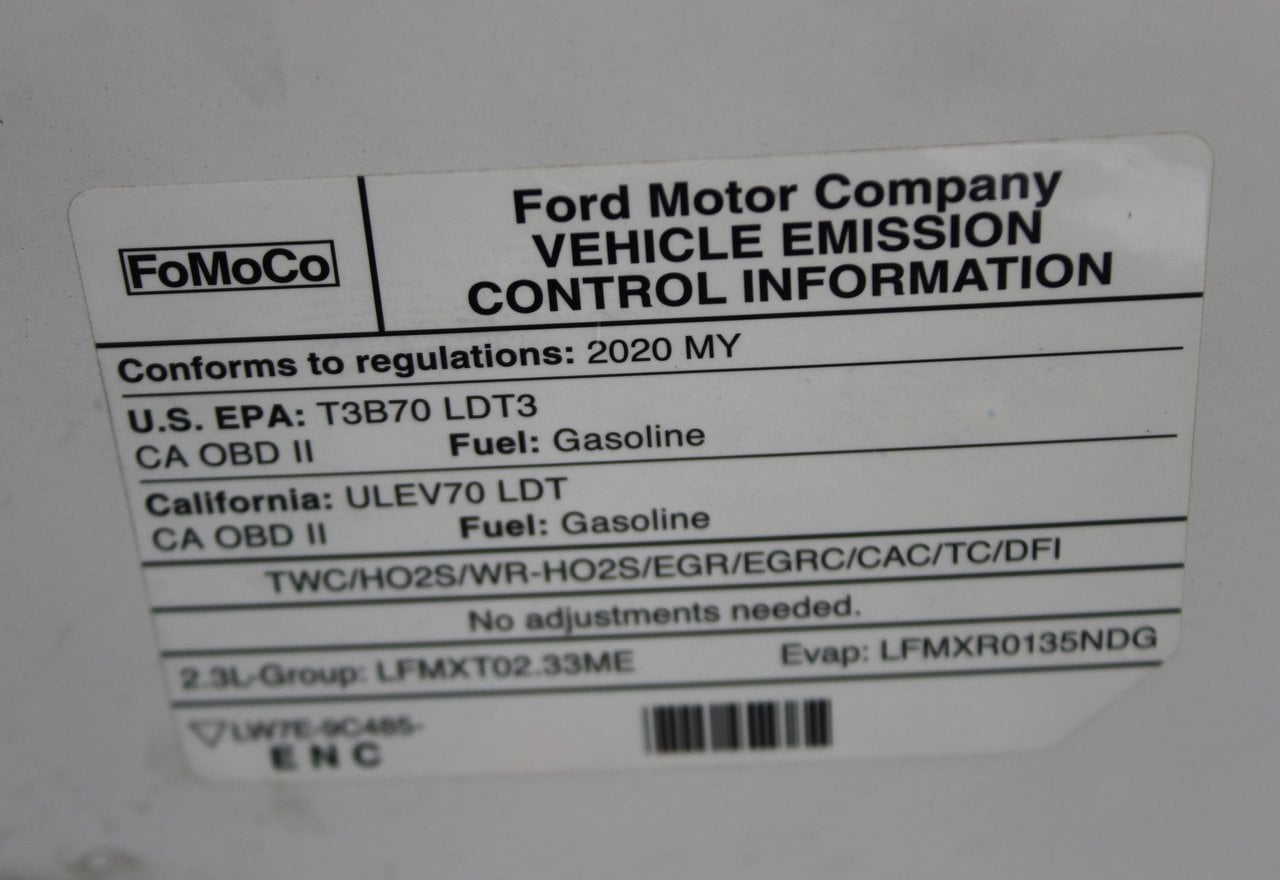 FoMoCo
Ford Motor Company
VEHICLE EMISSION
CONTROL INFORMATION
Conforms to regulations: 2020 MY
U.S. EPA: T3B70 LDT3
CA OBD II Fuel: Gasoline
California: ULEV70 LDT
CA OBD II Fuel: Gasoline
TWC/HO2S/WR-HO2S/EGR/EGRC/CAC/TC/DFI
No adjustments needed.
2.3L-Group: LFMXT02.33ME Evap: LFMXR0135NDG
LW7E-9C485-
ENC